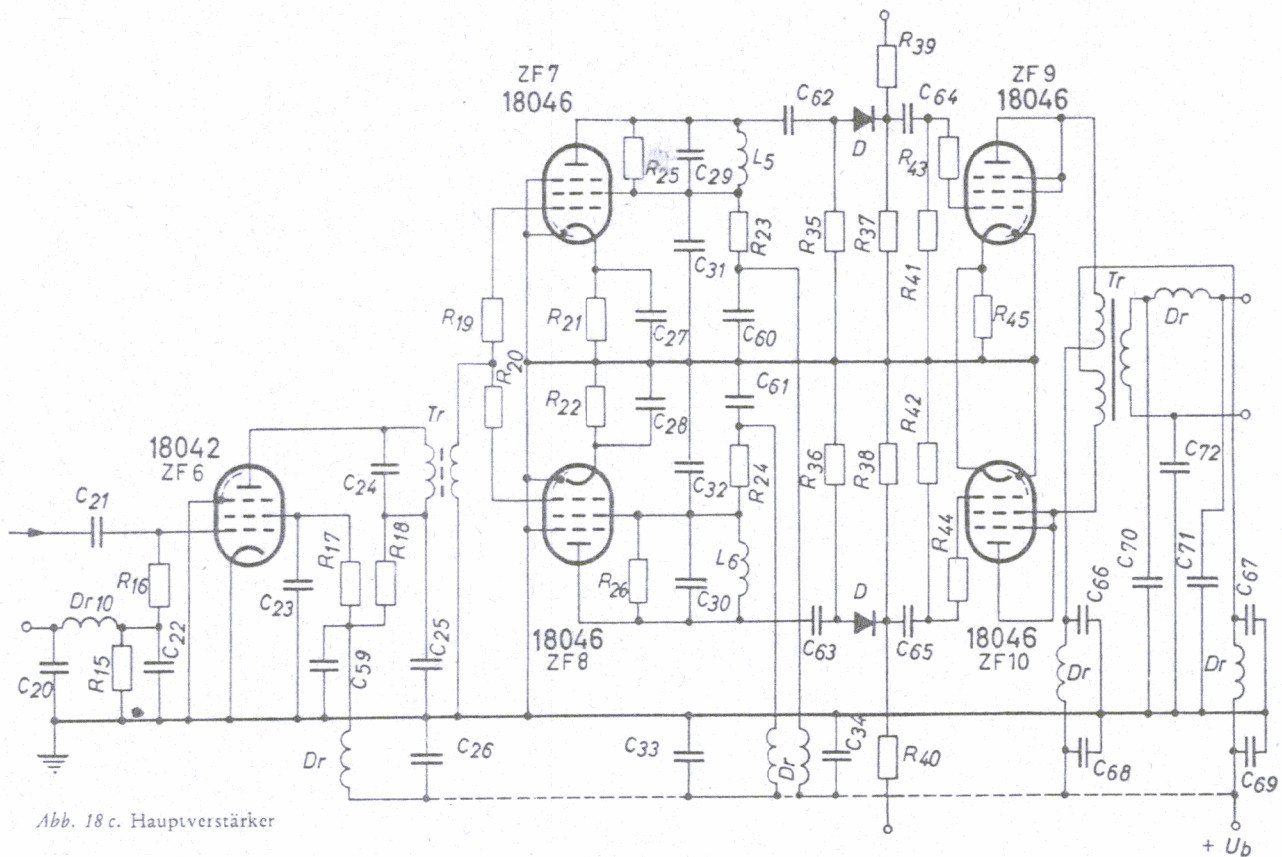 R39
ZF7
18046
C62
D
C64
ZF9
18046
R25
C29
L5
R43
R23
R35
R37
R41
C31
R19
R21
C27
C60
R45
Tr
Dr
R20
R22
C28
C61
R42
Tr
18042
ZF6
C24
C32
R24
R36
R38
C72
C21
R17
R18
R44
C70
C71
R16
C23
R26
C30
L6
D
C66
C67
Dr10
C22
18046
ZF8
C63
C65
18046
ZF10
C20
R15
C59
C25
Dr
Dr
Dr
C26
C33
Dr
C34
R40
C68
C69
Abb. 18 c. Hauptverstärker
+ Ub